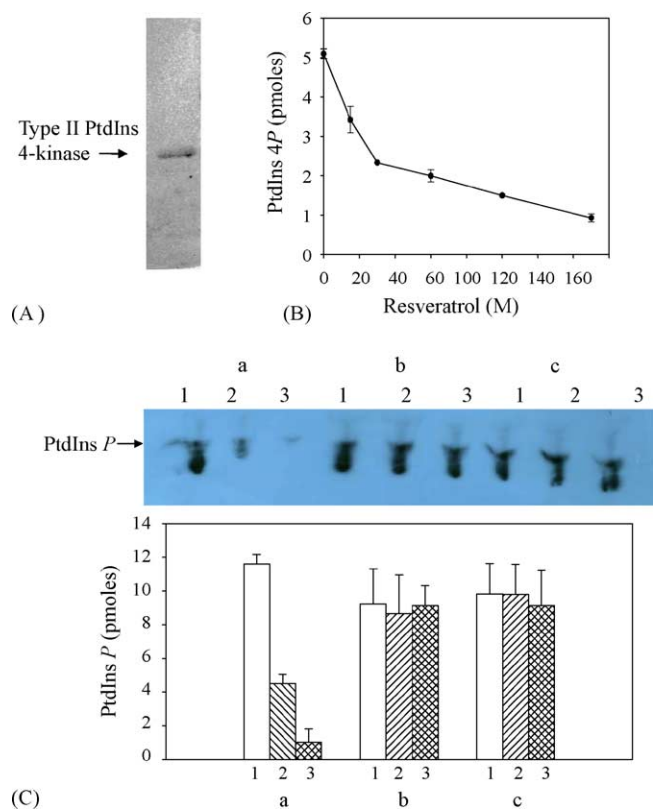 Type II PtdIns
4-kinase
(A)
6
5
4
3
2
1
0
PtdIns 4P (pmoles)
0 20 40 60 80 100 120 140 160
Resveratrol (M)
(B)
a b c
1 2 3 1 2 3 1 2 3
PtdIns P
14
12
10
8
6
4
2
0
PtdIns P (pmoles)
1 2 3 1 2 3 1 2 3
a b c
(C)